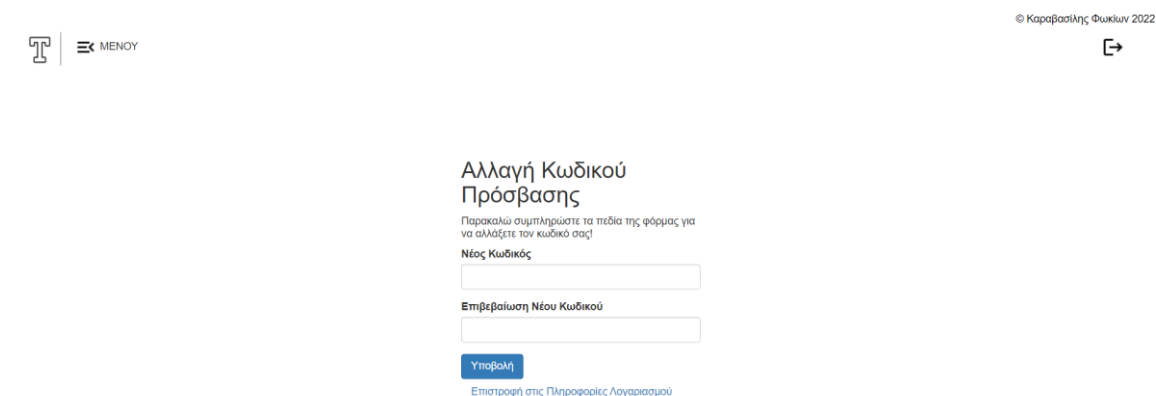 © Καραβασίλης Φωκίων 2022
T
ΜΕΝΟΥ
Αλλαγή Κωδικού
Πρόσβασης
Παρακαλώ συμπληρώστε τα πεδία της φόρμας για
να αλλάξετε τον κωδικό σας!
Νέος Κωδικός
Επιβεβαίωση Νέου Κωδικού
Υποβολή
Επιστροφή στις Πληροφορίες Λογαριασμού